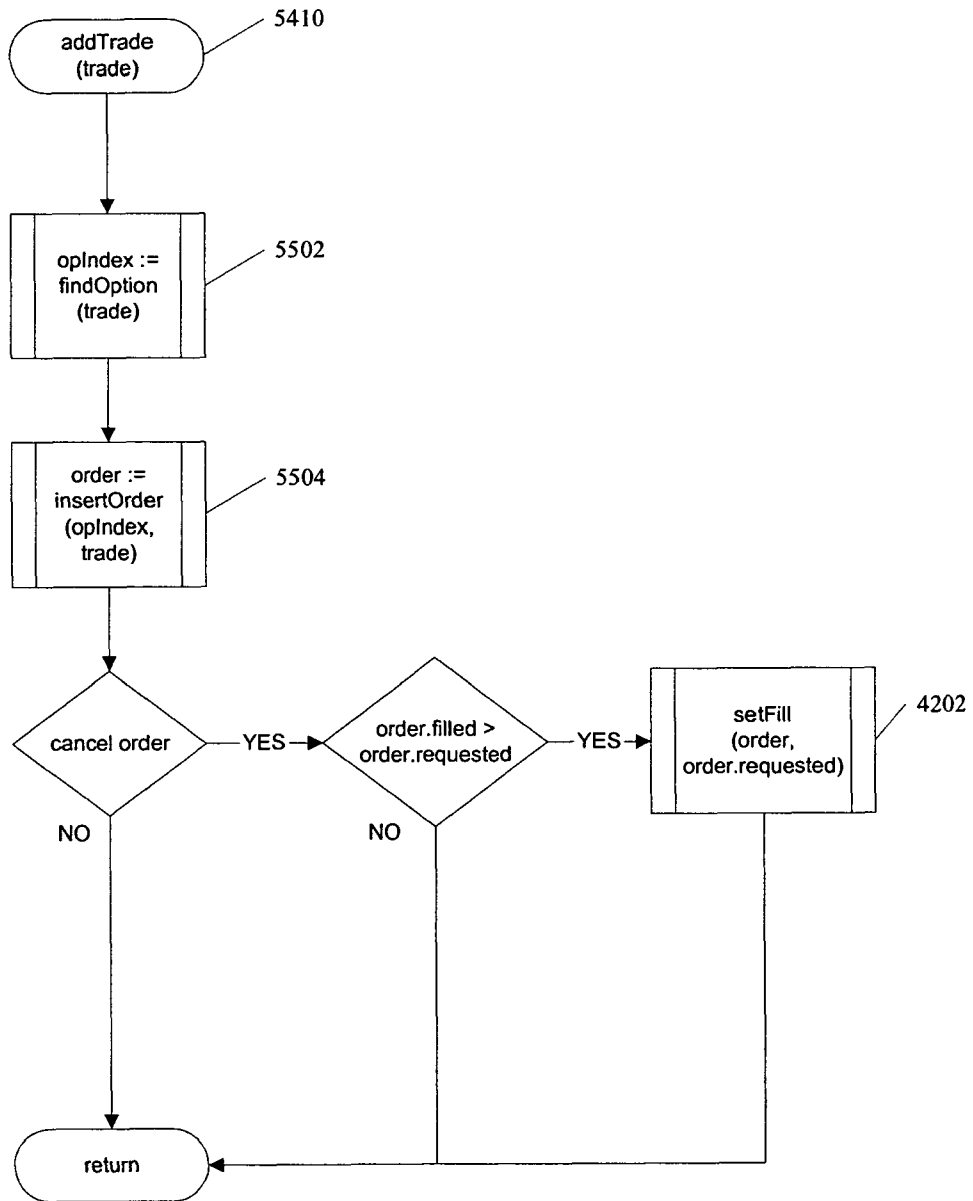 addTrade
(trade)
5410
opIndex :=
findOption
(trade)
5502
order :=
insertOrder
(opIndex,
trade)
5504
cancel order
YES
order.filled >
order.requested
YES
setFill
(order,
order.requested)
4202
NO
NO
return